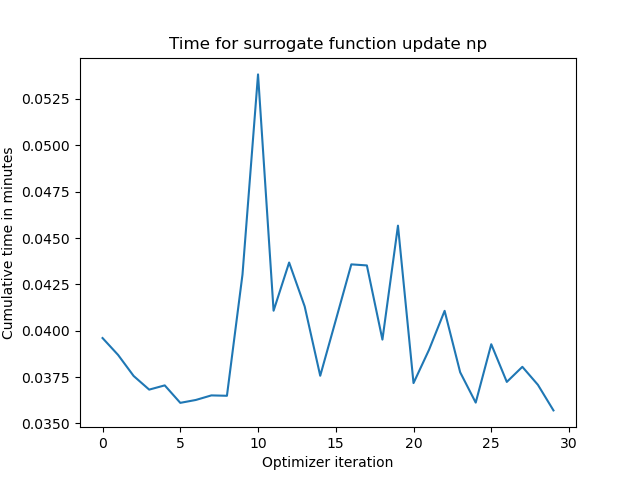 Time for surrogate function update np
0.0525
0.0500
0.0475
0.0450
0.0425
0.0400
0.0375
0.0350
Cumulative time in minutes
0 5 10 15 20 25 30
Optimizer iteration